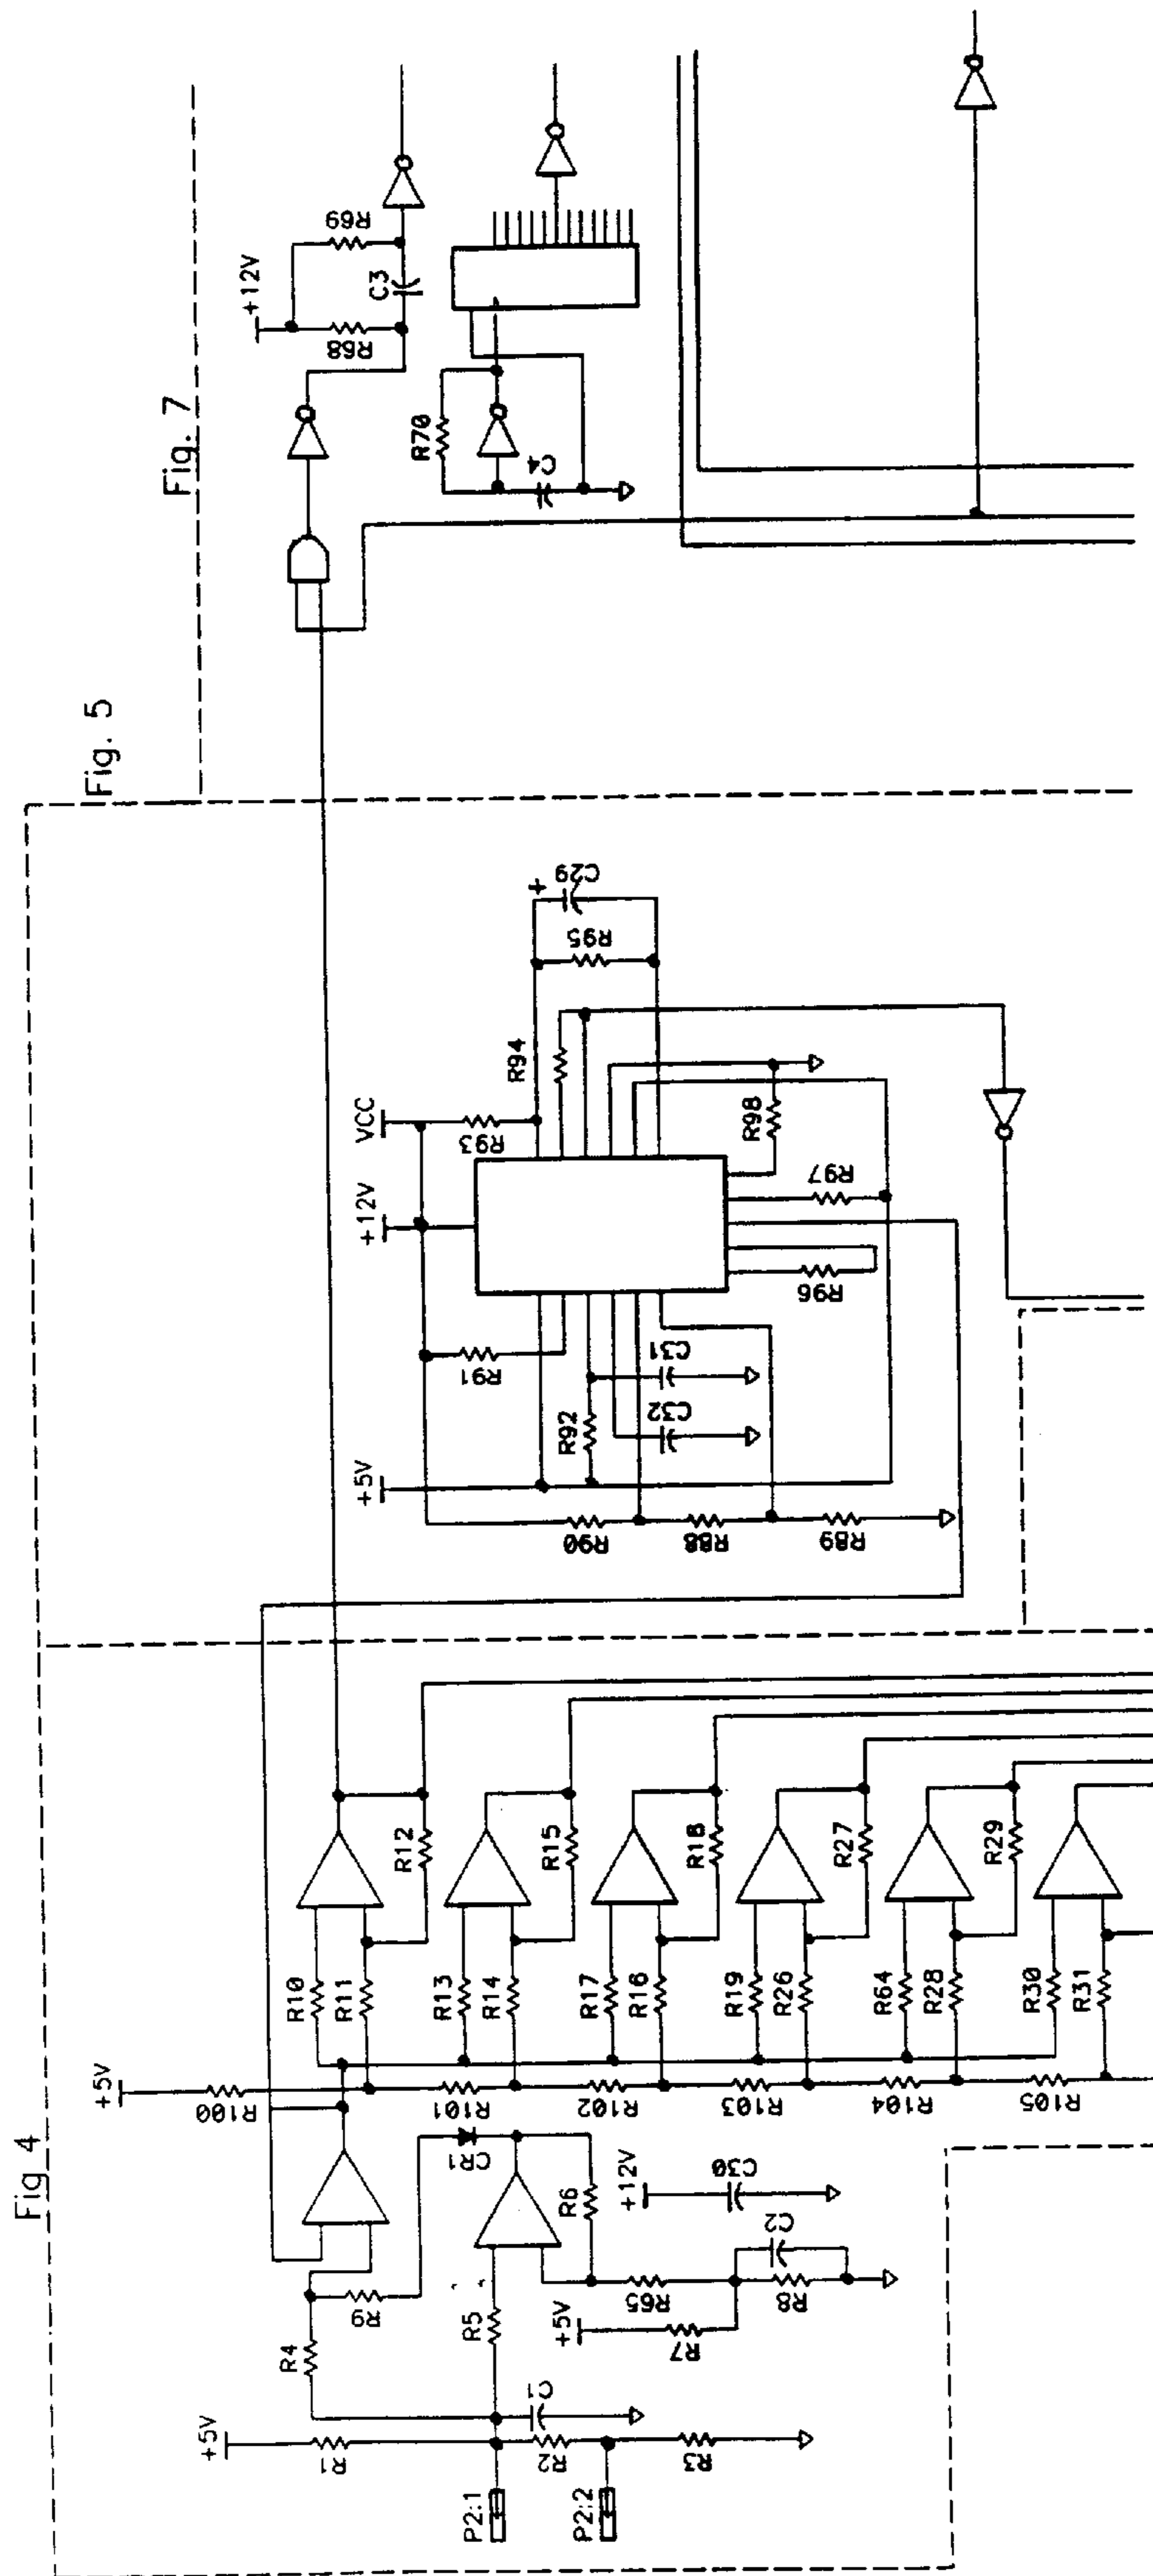 Fig 4
Fig. 5
Fig. 7
+5V
R1
P2:1
P2:2
R2
C1
R3
R4
R9
R5
CR1
R6
R65
+5V
R7
R8
C2
+12V
C30
+5V
R100
R101
R102
R103
R104
R105
R10
R11
R12
R13
R14
R15
R17
R16
R18
R19
R26
R27
R64
R28
R29
R30
R31
+5V
R90
R88
R89
R92
C32
C31
R91
+12V
VCC
R93
R94
R95
+
C29
R96
R97
R98
+12V
R68
R69
C3
R70
C4